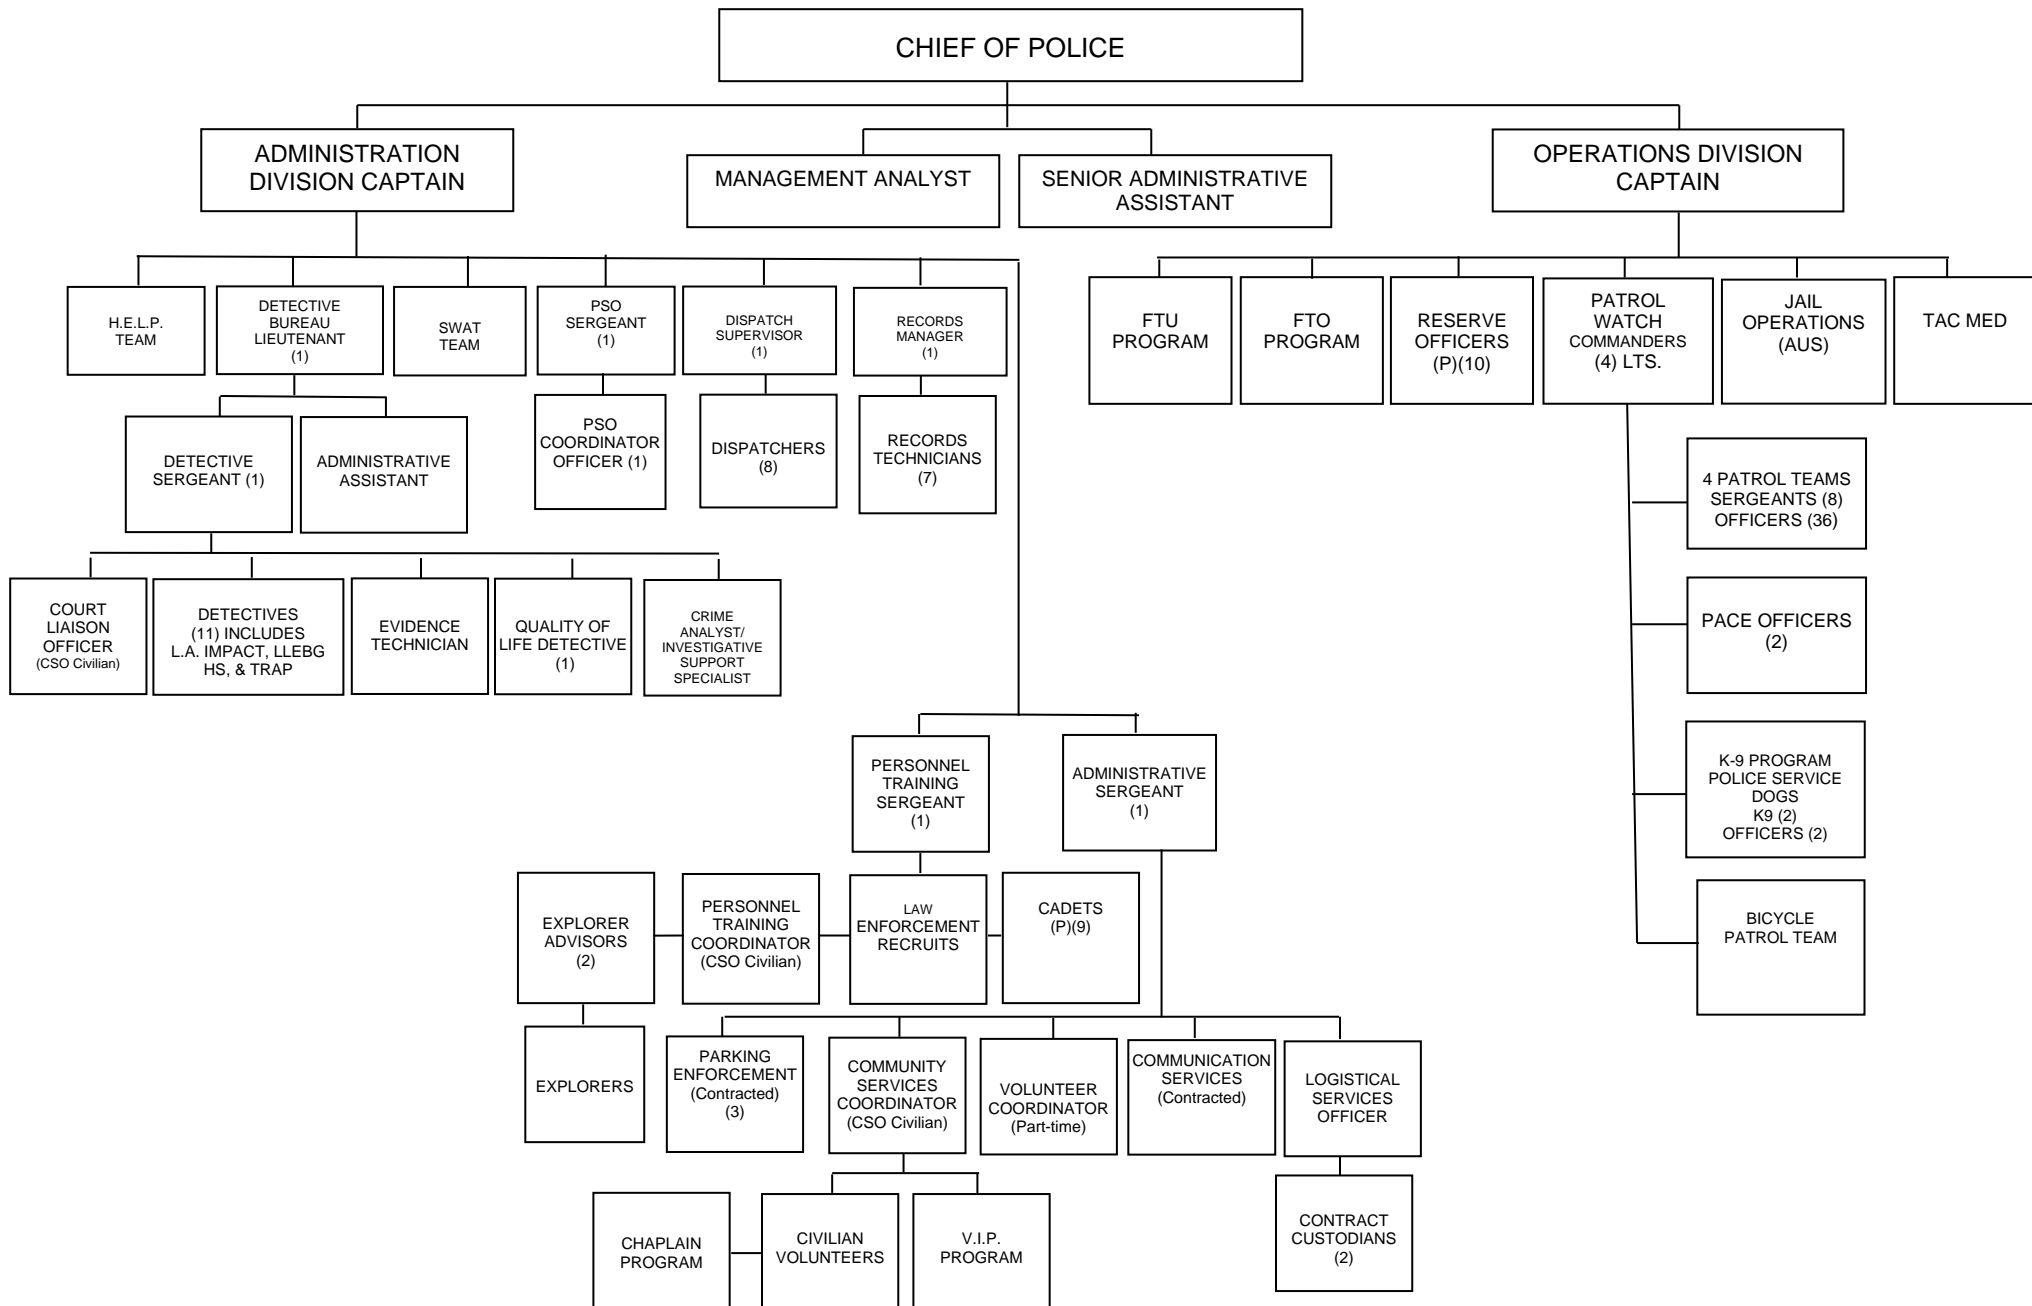 CHIEF OF POLICE
ADMINISTRATION
DIVISION CAPTAIN
MANAGEMENT ANALYST
SENIOR ADMINISTRATIVE
ASSISTANT
OPERATIONS DIVISION
CAPTAIN
H.E.L.P.
TEAM
DETECTIVE
BUREAU
LIEUTENANT
(1)
SWAT
TEAM
PSO
SERGEANT
(1)
DISPATCH
SUPERVISOR
(1)
RECORDS
MANAGER
(1)
FTU
PROGRAM
FTO
PROGRAM
RESERVE
OFFICERS
(P)(10)
PATROL
WATCH
COMMANDERS
(4) LTS.
JAIL
OPERATIONS
(AUS)
TAC MED
DETECTIVE
SERGEANT (1)
ADMINISTRATIVE
ASSISTANT
PSO
COORDINATOR
OFFICER (1)
DISPATCHERS
(8)
RECORDS
TECHNICIANS
(7)
4 PATROL TEAMS
SERGEANTS (8)
OFFICERS (36)
COURT
LIAISON
OFFICER
(CSO Civilian)
DETECTIVES
(11) INCLUDES
L.A. IMPACT, LLEBG
HS, & TRAP
EVIDENCE
TECHNICIAN
QUALITY OF
LIFE DETECTIVE
(1)
CRIME
ANALYST/
INVESTIGATIVE
SUPPORT
SPECIALIST
PACE OFFICERS
(2)
PERSONNEL
TRAINING
SERGEANT
(1)
ADMINISTRATIVE
SERGEANT
(1)
K-9 PROGRAM
POLICE SERVICE
DOGS
K9 (2)
OFFICERS (2)
EXPLORER
ADVISORS
(2)
PERSONNEL
TRAINING
COORDINATOR
(CSO Civilian)
LAW
ENFORCEMENT
RECRUITS
CADETS
(P)(9)
BICYCLE
PATROL TEAM
EXPLORERS
PARKING
ENFORCEMENT
(Contracted)
(3)
COMMUNITY
SERVICES
COORDINATOR
(CSO Civilian)
VOLUNTEER
COORDINATOR
(Part-time)
COMMUNICATION
SERVICES
(Contracted)
LOGISTICAL
SERVICES
OFFICER
CHAPLAIN
PROGRAM
CIVILIAN
VOLUNTEERS
V.I.P.
PROGRAM
CONTRACT
CUSTODIANS
(2)